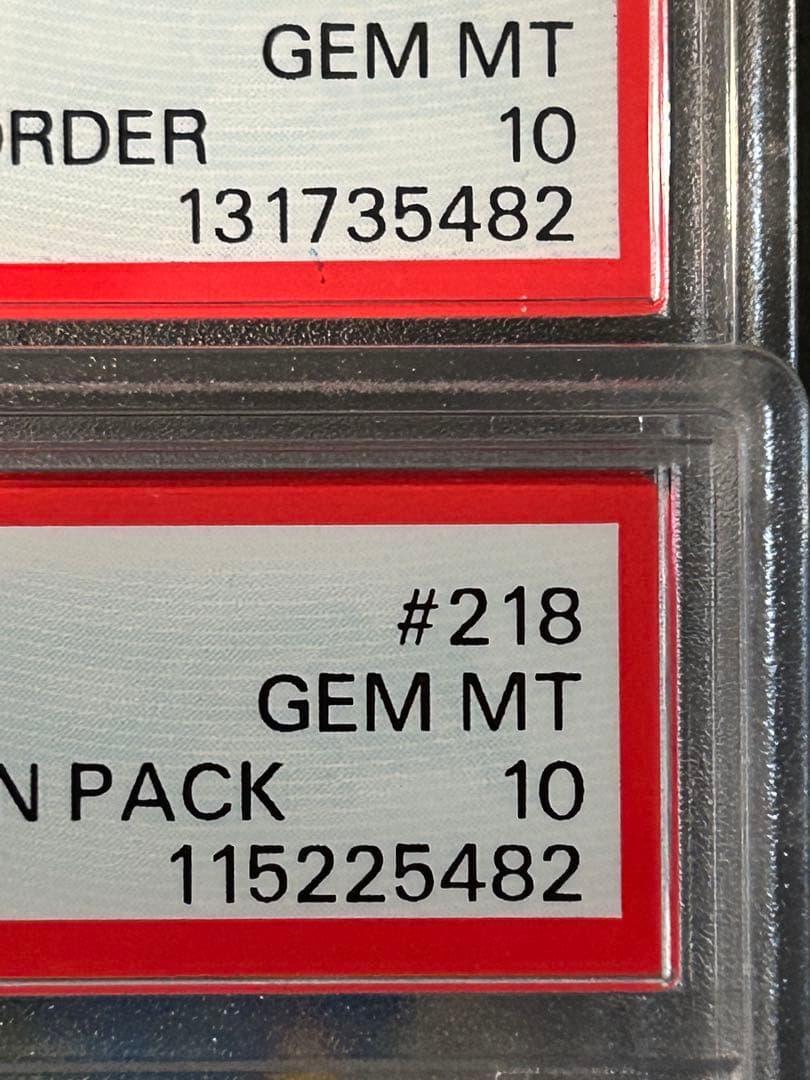 GEM MT
ORDER 10
131735482
#218
GEM MT
N PACK 10
115225482